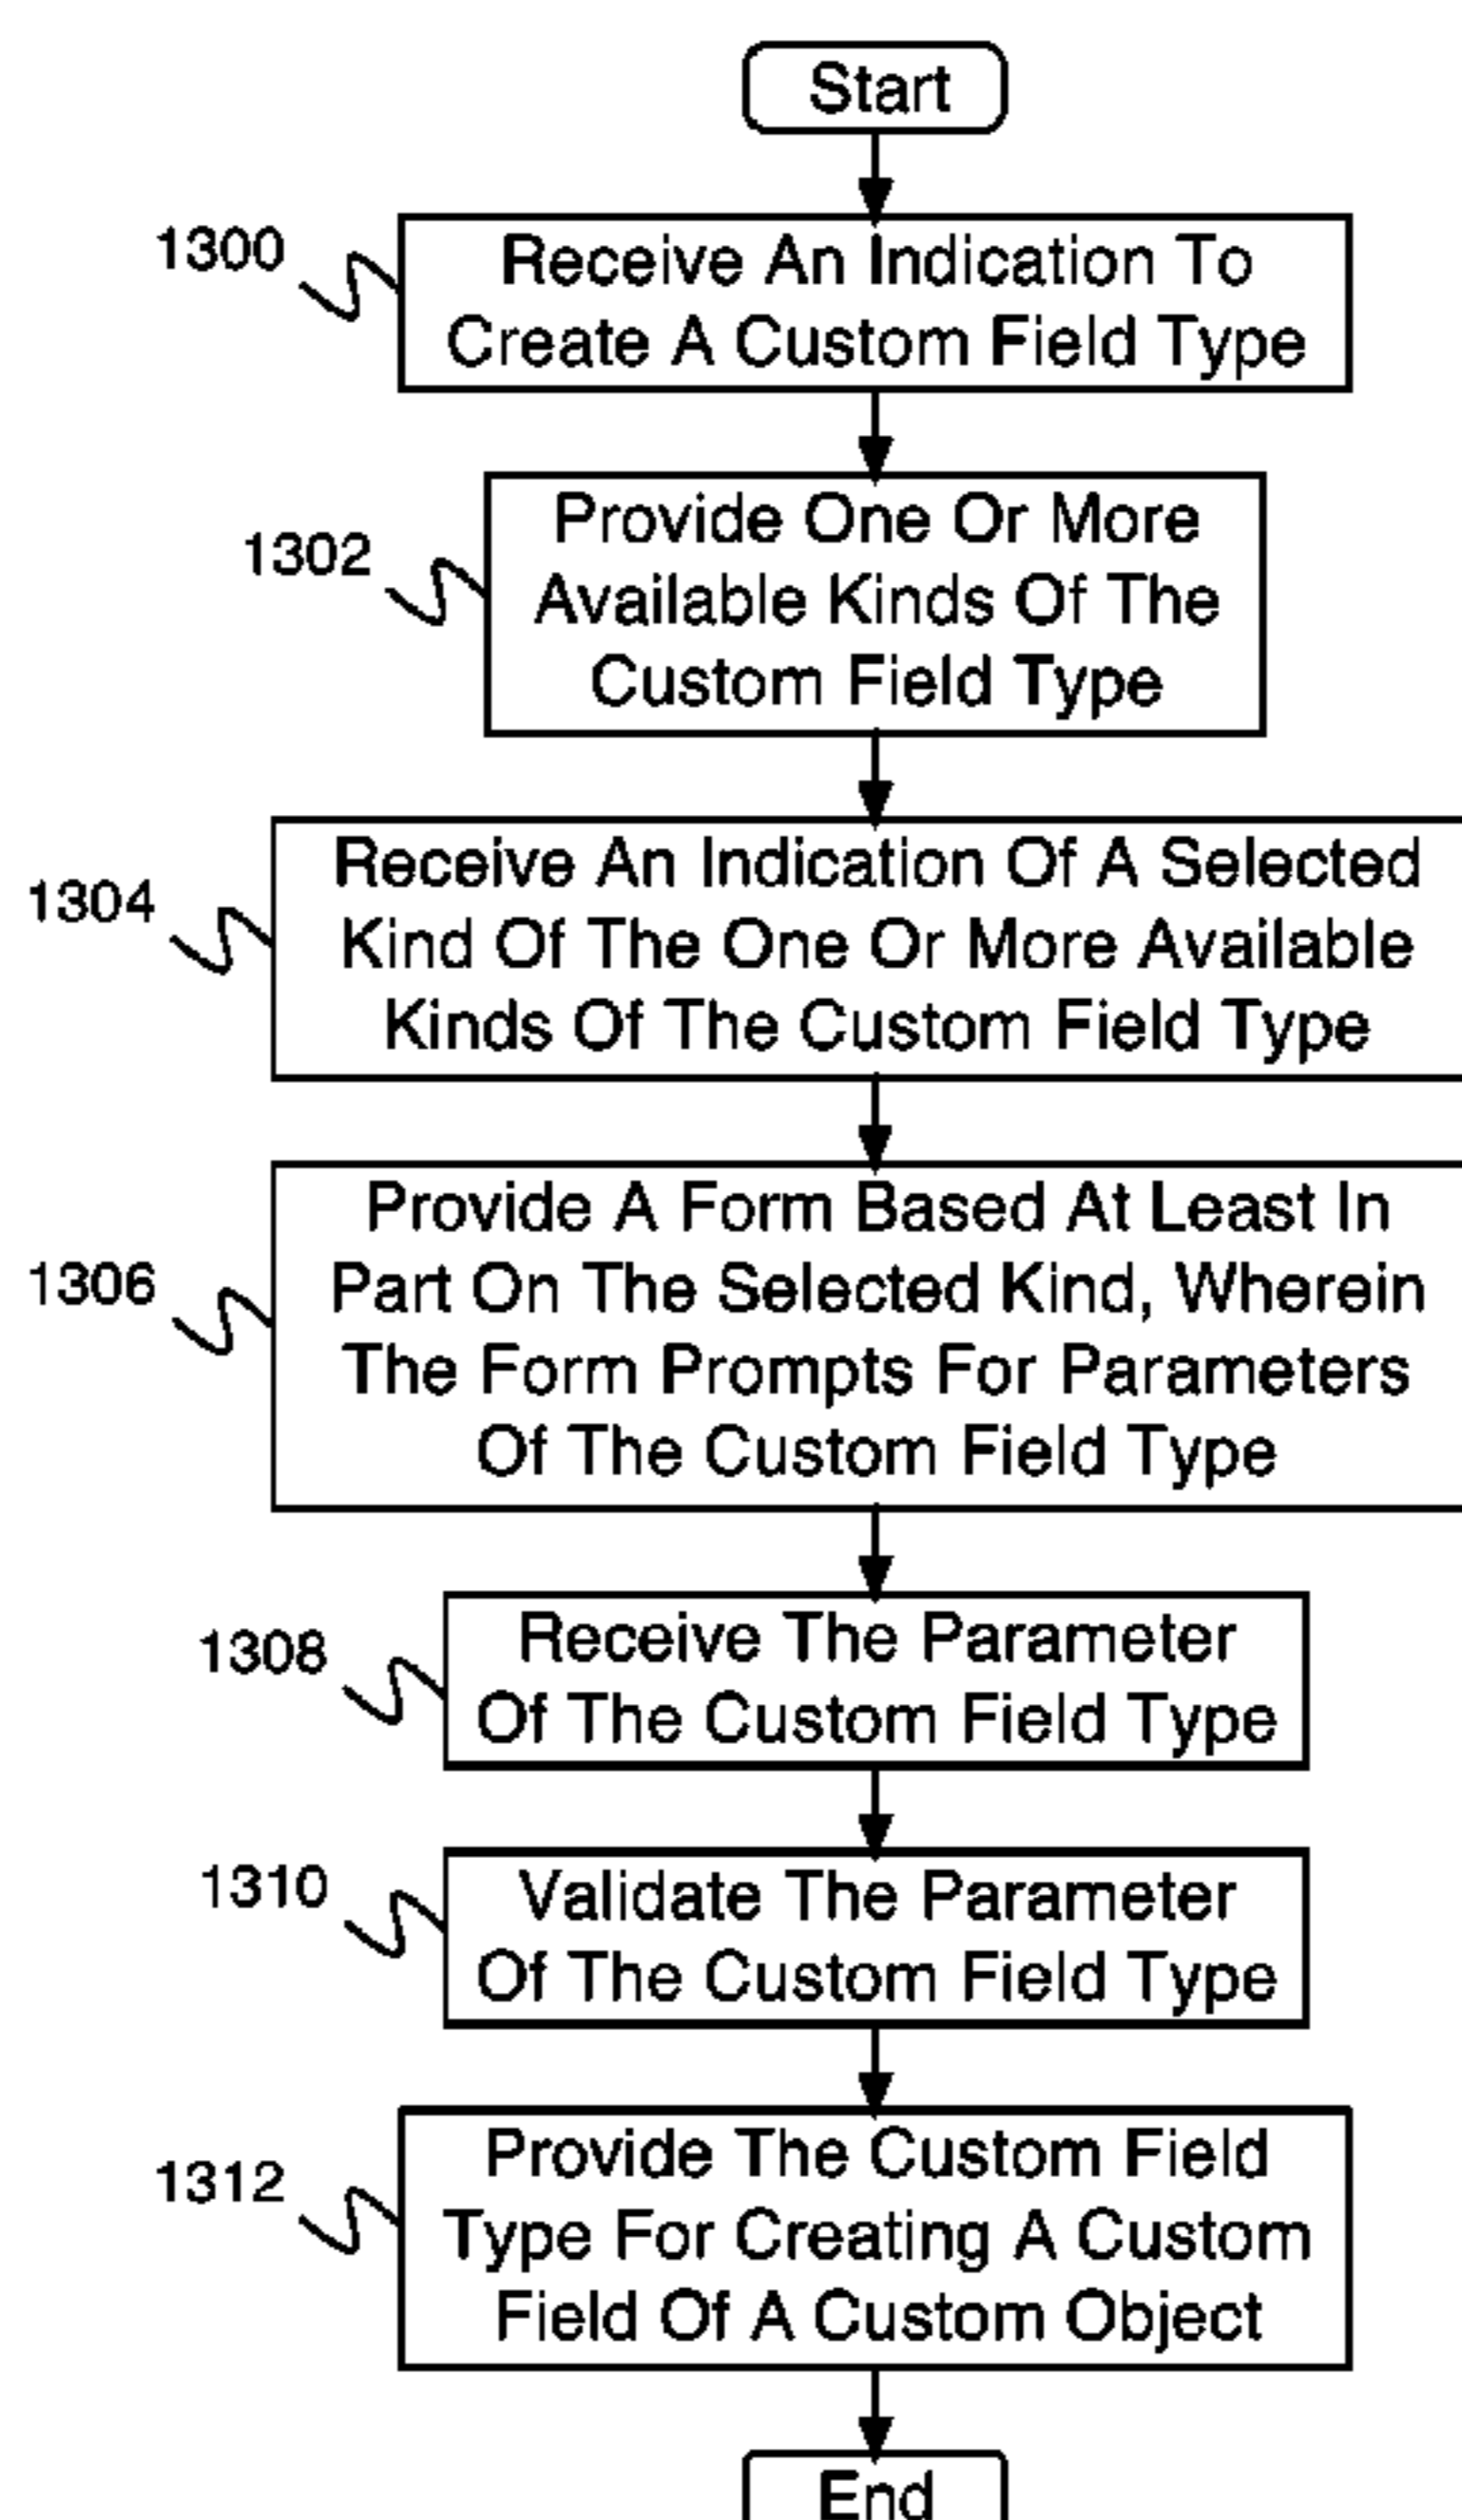 Start
1300
Receive An Indication To
Create A Custom Field Type
1302
Provide One Or More
Available Kinds Of The
Custom Field Type
1304
Receive An Indication Of A Selected
Kind Of The One Or More Available
Kinds Of The Custom Field Type
1306
Provide A Form Based At Least In
Part On The Selected Kind, Wherein
The Form Prompts For Parameters
Of The Custom Field Type
1308
Receive The Parameter
Of The Custom Field Type
1310
Validate The Parameter
Of The Custom Field Type
1312
Provide The Custom Field
Type For Creating A Custom
Field Of A Custom Object
End